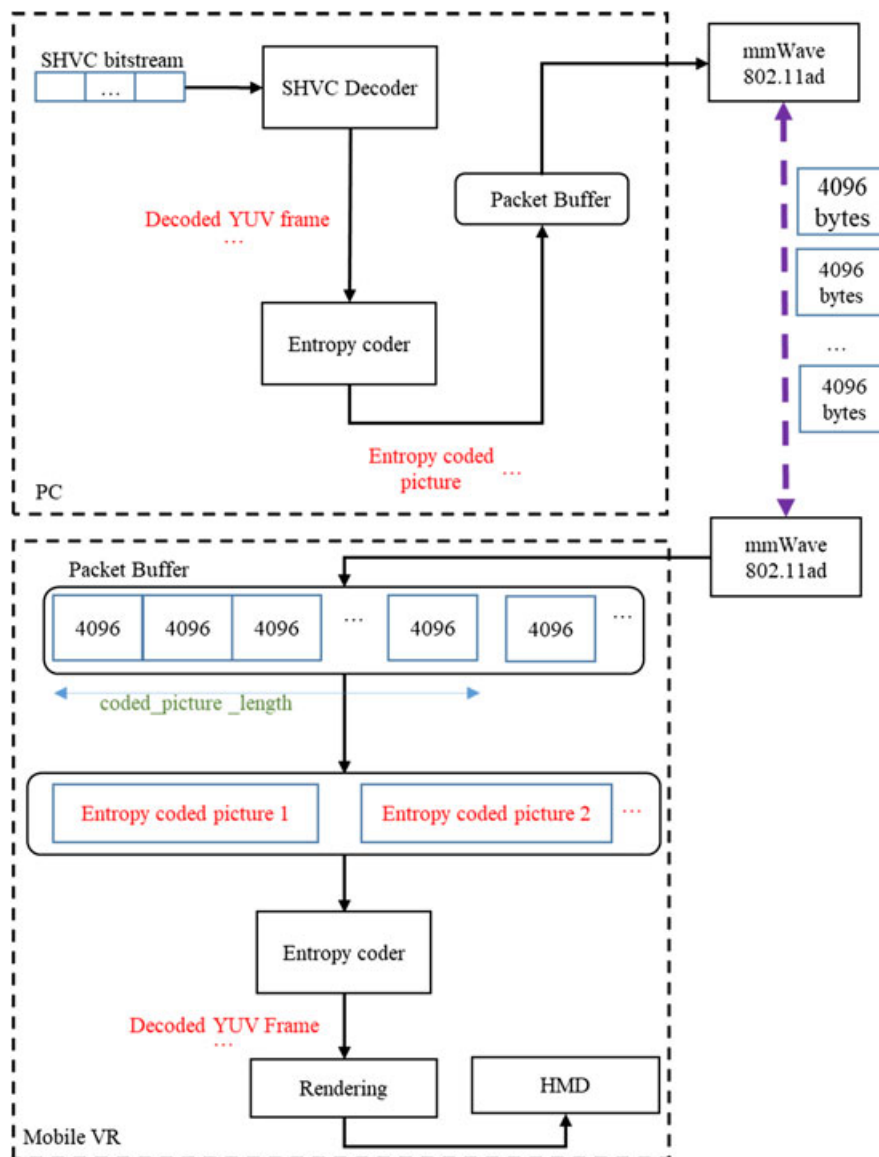 SHVC bitstream
...
SHVC Decoder
mmWave
802.11ad
Decoded YUV frame
...
Packet Buffer
4096
bytes
4096
bytes
...
4096
bytes
Entropy coder
Entropy coded ...
picture
PC
mmWave
802.11ad
Packet Buffer
4096 4096 4096 ... 4096 4096 ...
coded_picture _length
Entropy coded picture 1 Entropy coded picture 2 ...
Entropy coder
Decoded YUV Frame
...
Rendering
HMD
Mobile VR